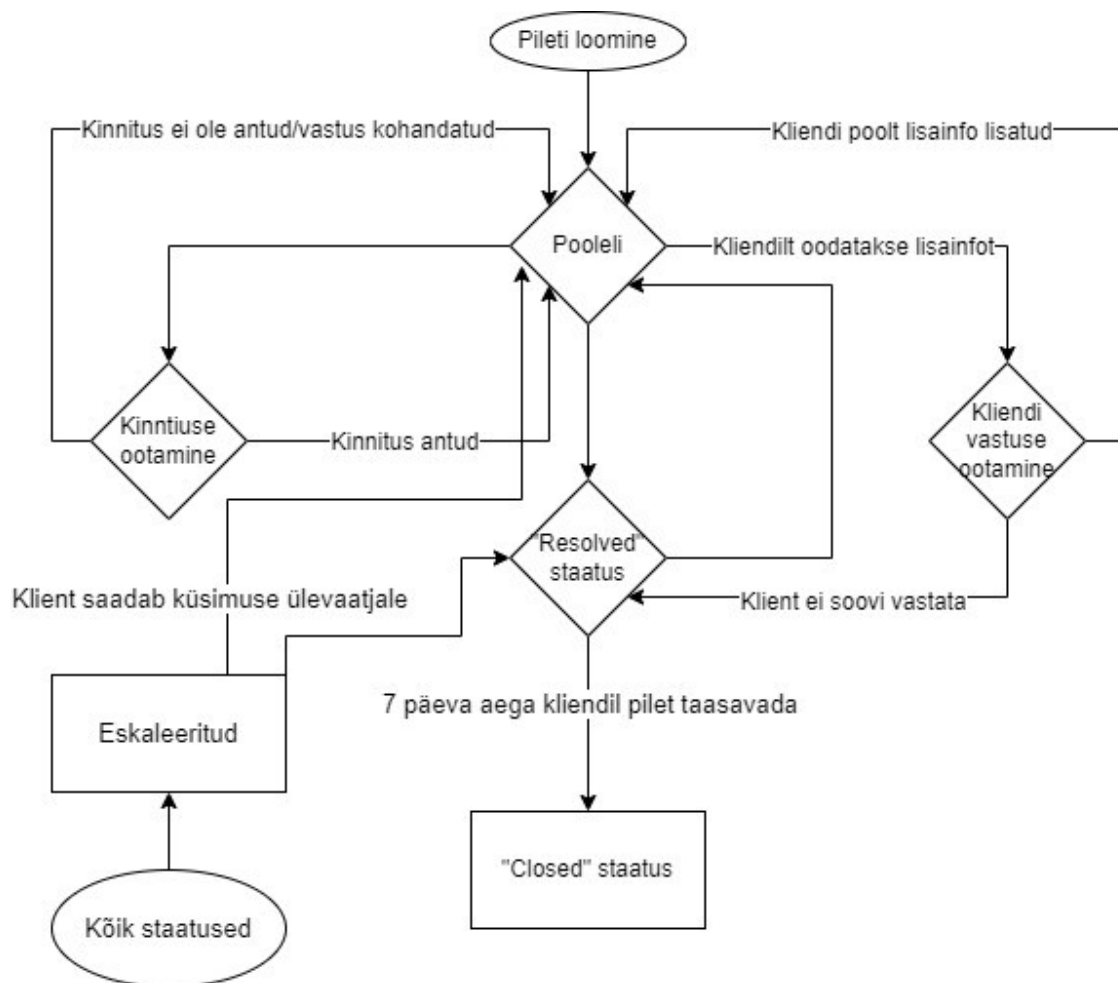 Pileti loomine
Kinnitus ei ole antud/vastus kohandatud
Kliendi poolt lisainfo lisatud
Pooleli
Kliendilt oodatakse lisainfot
Kinntiuse
ootamine
Kinnitus antud
Kliendi
vastuse
ootamine
"Resolved"
staatus
Klient saadab küsimuse ülevaatjale
Klient ei soovi vastata
7 päeva aega kliendil pilet taasavada
Eskaleeritud
"Closed" staatus
Kõik staatused